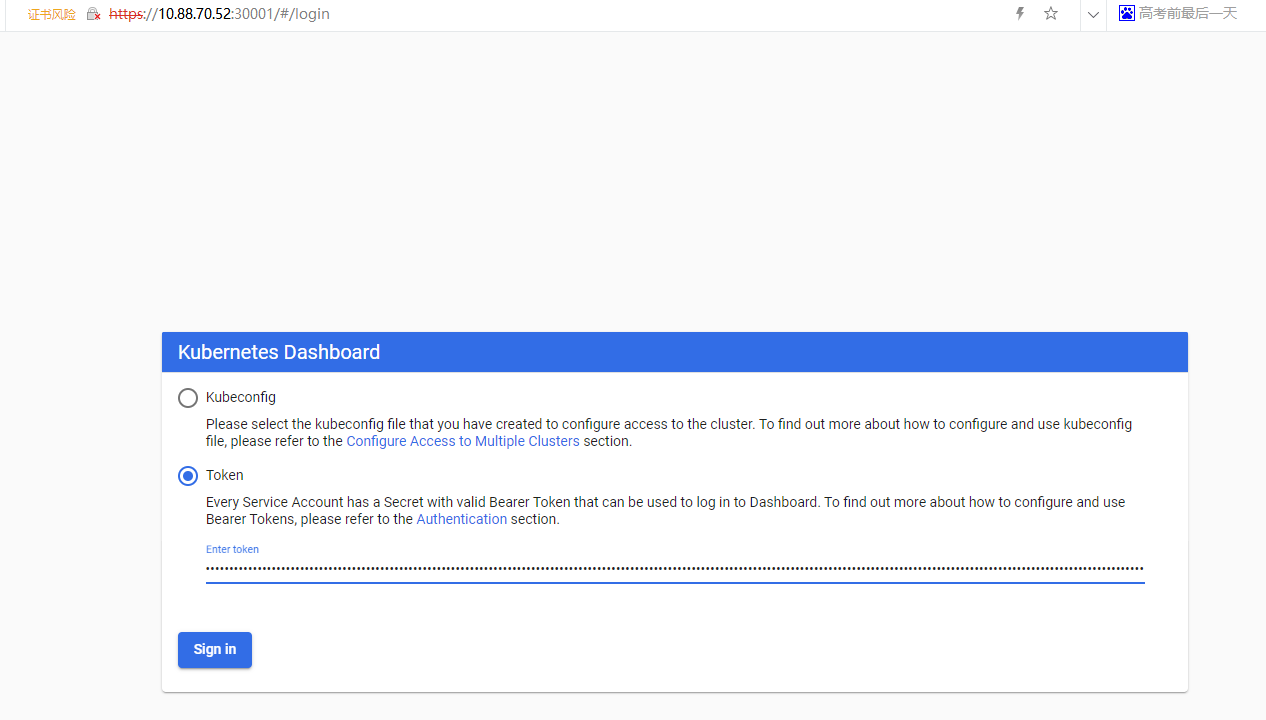 证书风险 https://10.88.70.52:30001/#/login 高考前最后一天
Kubernetes Dashboard
Kubeconfig
Please select the kubeconfig file that you have created to configure access to the cluster. To find out more about how to configure and use kubeconfig
file, please refer to the Configure Access to Multiple Clusters section.
Token
Every Service Account has a Secret with valid Bearer Token that can be used to log in to Dashboard. To find out more about how to configure and use
Bearer Tokens, please refer to the Authentication section.
Enter token
Sign in